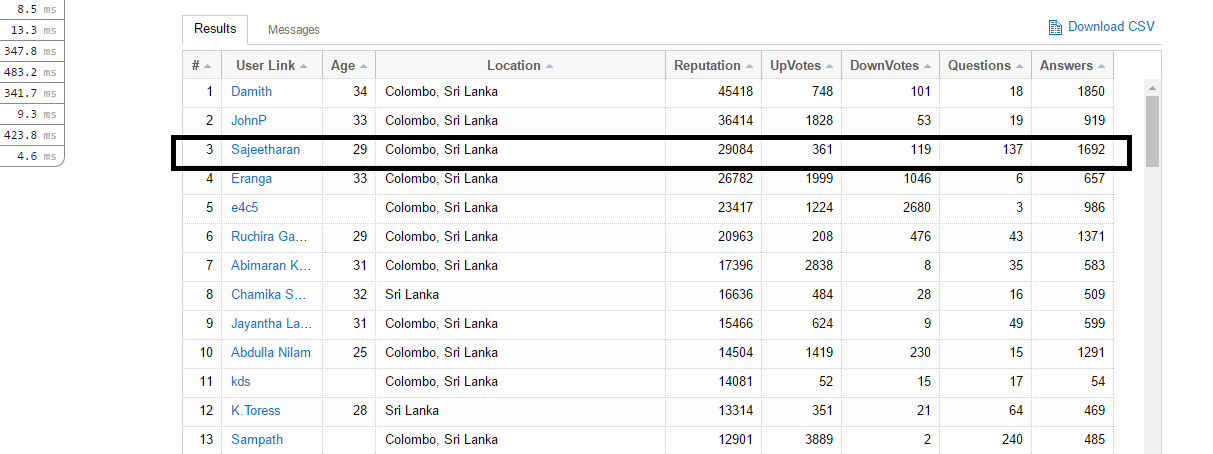 8.5 ms
13.3 ms
347.8 ms
483.2 ms
341.7 ms
9.3 ms
423.8 ms
4.6 ms
Results Messages Download CSV
# User Link Age Location Reputation UpVotes DownVotes Questions Answers
1 Damith 34 Colombo, Sri Lanka 45418 748 101 18 1850
2 JohnP 33 Colombo, Sri Lanka 36414 1828 53 19 919
3 Sajeetharan 29 Colombo, Sri Lanka 29084 361 119 137 1692
4 Eranga 33 Colombo, Sri Lanka 26782 1999 1046 6 657
5 e4c5 Colombo, Sri Lanka 23417 1224 2680 3 986
6 Ruchira Ga... 29 Colombo, Sri Lanka 20963 208 476 43 1371
7 Abimaran K... 31 Colombo, Sri Lanka 17396 2838 8 35 583
8 Chamika S... 32 Sri Lanka 16636 484 28 16 509
9 Jayantha La... 31 Colombo, Sri Lanka 15466 624 9 49 599
10 Abdulla Nilam 25 Colombo, Sri Lanka 14504 1419 230 15 1291
11 kds Colombo, Sri Lanka 14081 52 15 17 54
12 K.Toress 28 Sri Lanka 13314 351 21 64 469
13 Sampath Colombo, Sri Lanka 12901 3889 2 240 485